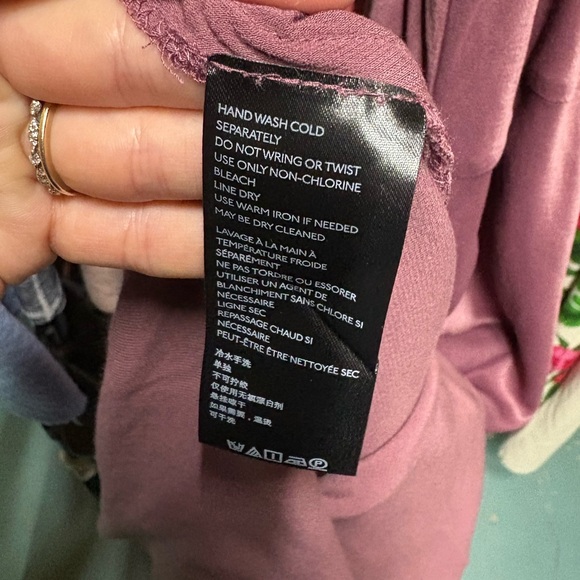 HAND WASH COLD
SEPARATELY
DO NOT WRING OR TWIST
USE ONLY NON-CHLORINE
BLEACH
LINE DRY
USE WARM IRON IF NEEDED
MAY BE DRY CLEANED
LAVAGE À LA MAIN À
TEMPÉRATURE FROIDE
SÉPARÉMENT
NE PAS TORDRE OU ESSORER
UTILISER UN AGENT DE
BLANCHIMENT SANS CHLORE SI
NÉCESSAIRE
LIGNE SEC
REPASSAGE CHAUD SI
NÉCESSAIRE
PEUT-ÊTRE ÊTRE NETTOYÉE SEC
冷水手洗
单独
不可拧绞
仅使用无氯漂白剂
悬挂晾干
如果需要，温烫
可干洗